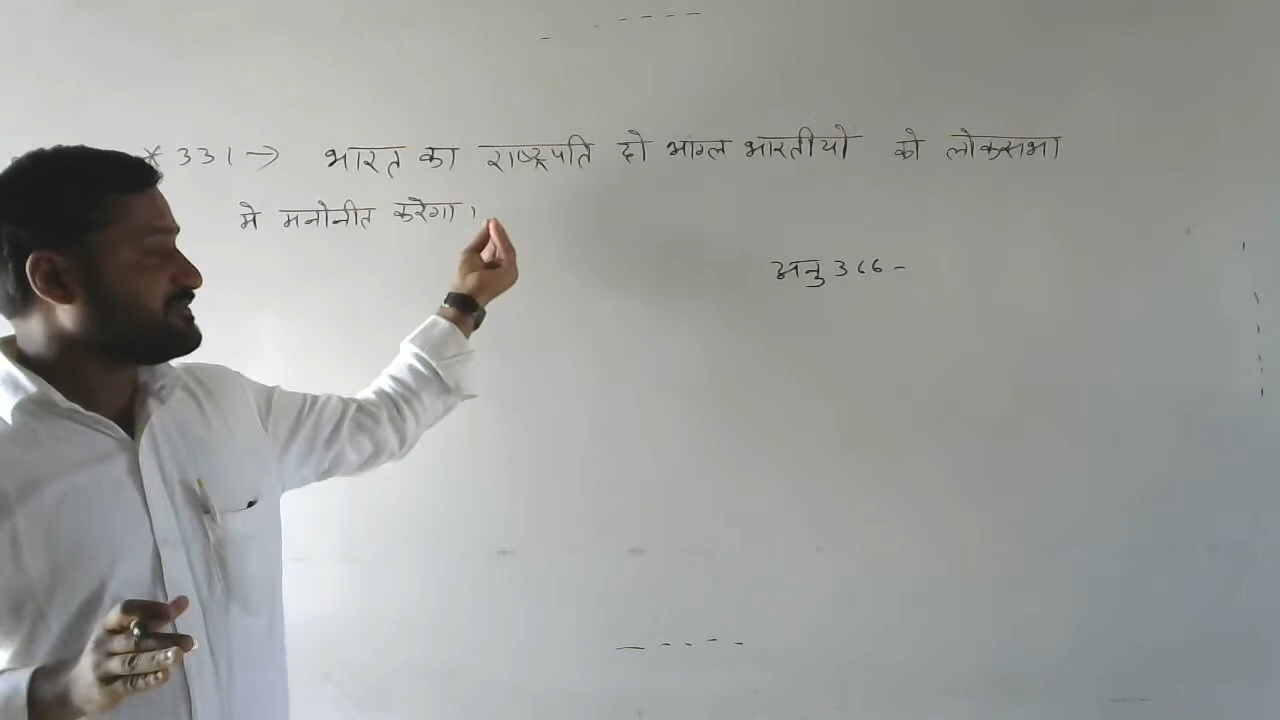 * 331 → भारत का राष्ट्रपति दो आंग्ल भारतीयो को लोकसभा
मे मनोनीत करेगा।
अनु 366 -